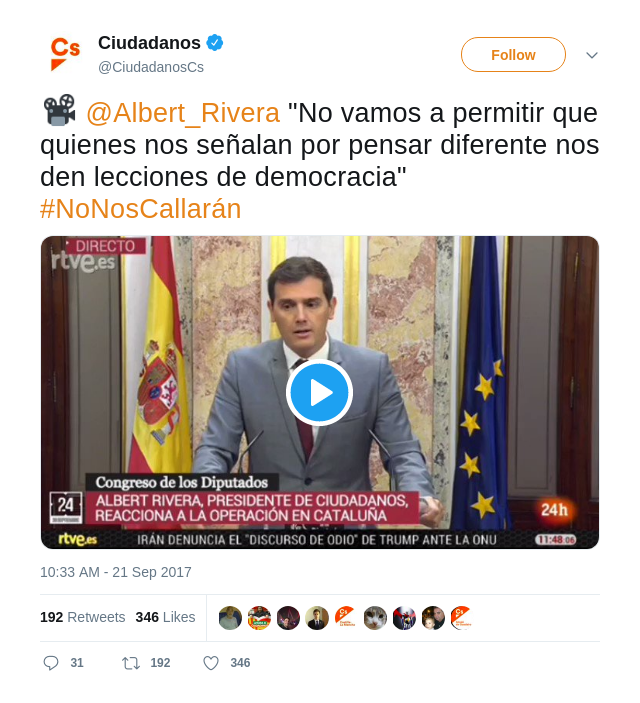 Cs
Ciudadanos
@CiudadanosCs
Follow
@Albert_Rivera "No vamos a permitir que
quienes nos señalan por pensar diferente nos
den lecciones de democracia"
#NoNosCallarán
DIRECTO
rtve.es
Congreso de los Diputados
24
ALBERT RIVERA, PRESIDENTE DE CIUDADANOS,
REACCIONA A LA OPERACIÓN EN CATALUÑA
24h
rtve.es IRÁN DENUNCIA EL "DISCURSO DE ODIO" DE TRUMP ANTE LA ONU 11:48:06
10:33 AM - 21 Sep 2017
192 Retweets 346 Likes
31 192 346